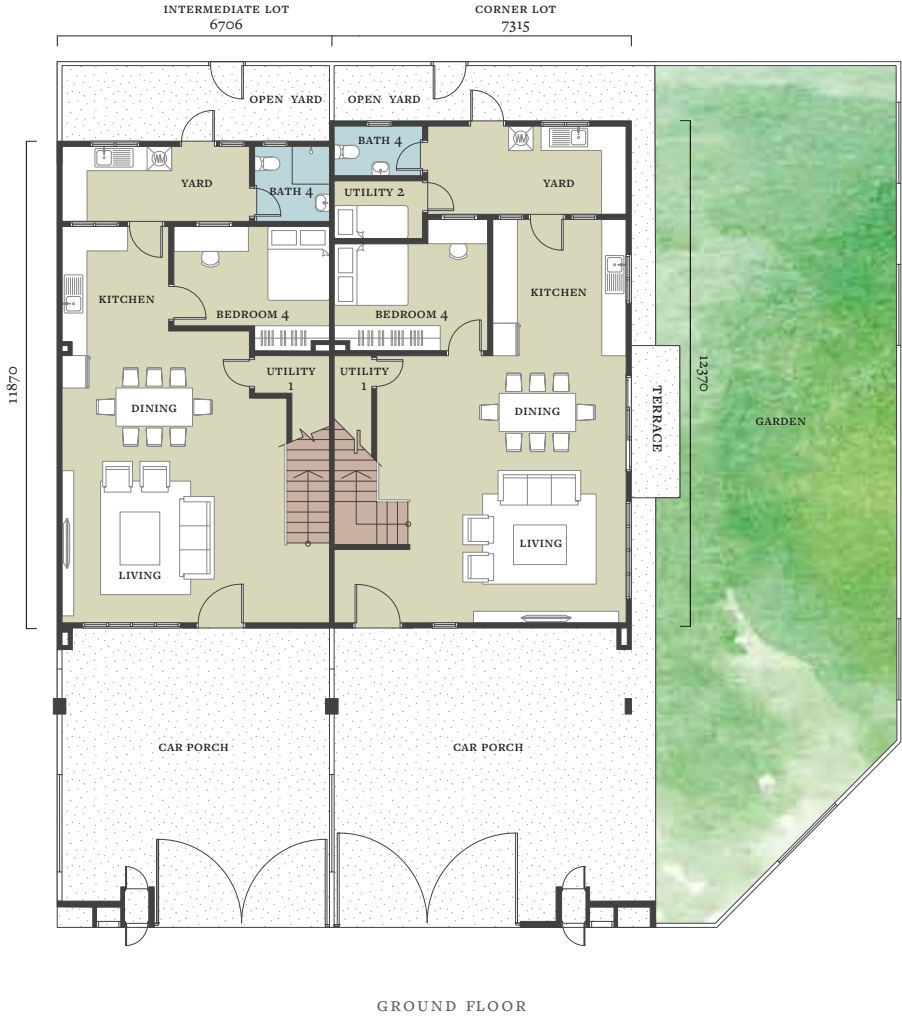 INTERMEDIATE LOT
6706
CORNER LOT
7315
OPEN YARD
OPEN YARD
BATH 4
YARD
BATH 4
UTILITY 2
YARD
KITCHEN
BEDROOM 4
BEDROOM 4
KITCHEN
11870
UTILITY
1
UTILITY
1
12370
DINING
DINING
TERRACE
GARDEN
LIVING
LIVING
CAR PORCH
CAR PORCH
GROUND FLOOR